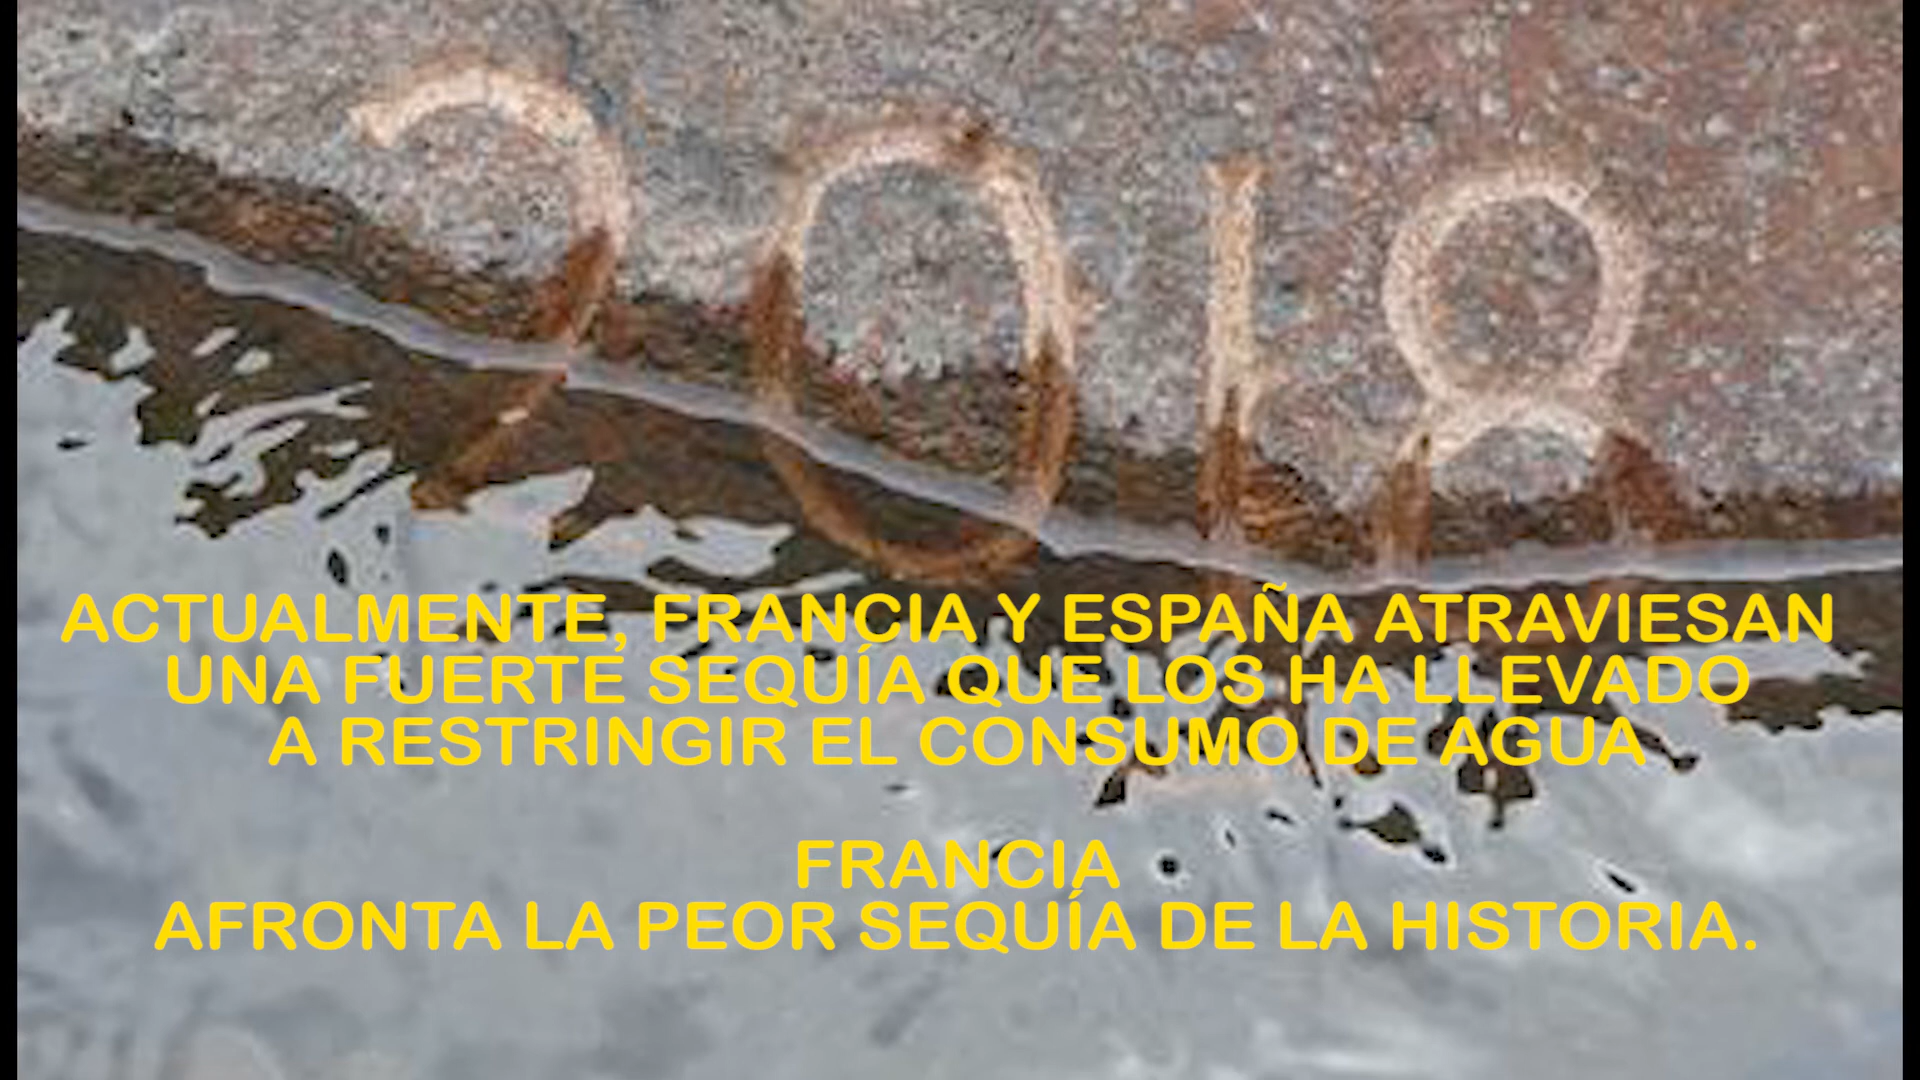 2018
ACTUALMENTE, FRANCIA Y ESPAÑA ATRAVIESAN
UNA FUERTE SEQUÍA QUE LOS HA LLEVADO
A RESTRINGIR EL CONSUMO DE AGUA
FRANCIA
AFRONTA LA PEOR SEQUÍA DE LA HISTORIA.